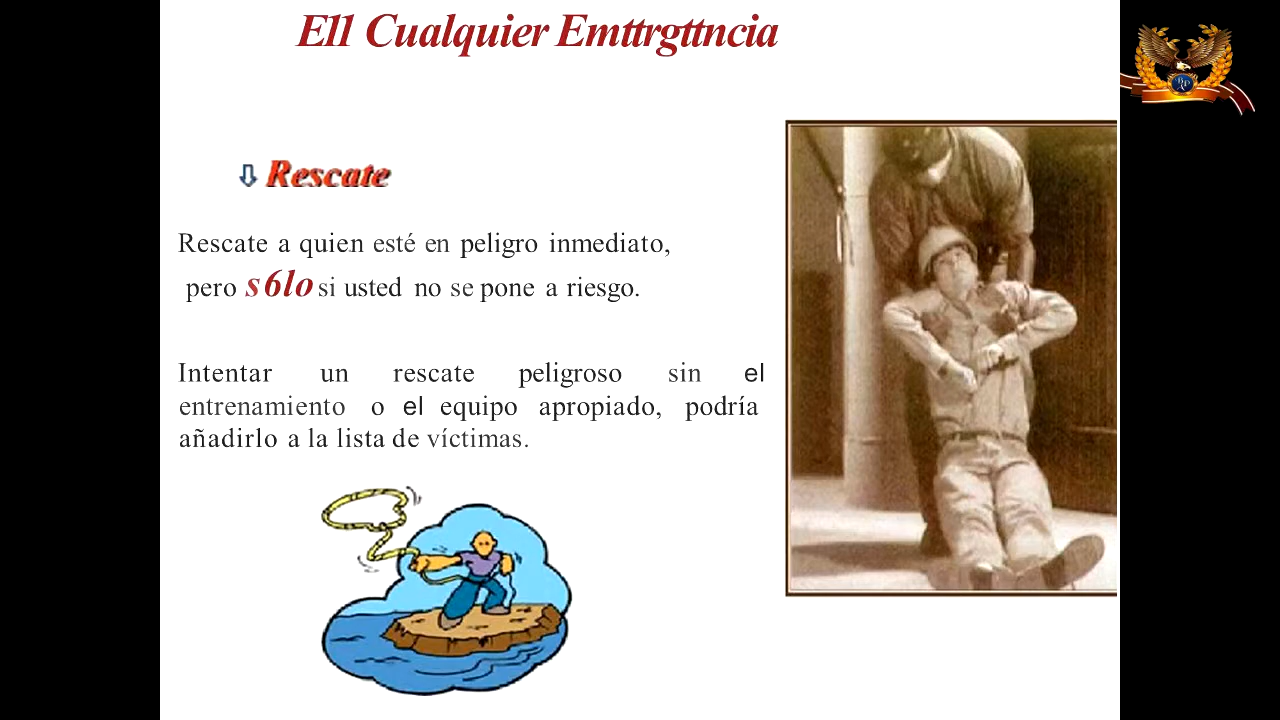 E11 Cualquier Emttrgttncia
Rescate
Rescate a quien esté en peligro inmediato,
pero s6lo si usted no se pone a riesgo.
Intentar un rescate peligroso sin el
entrenamiento o el equipo apropiado, podría
añadirlo a la lista de víctimas.